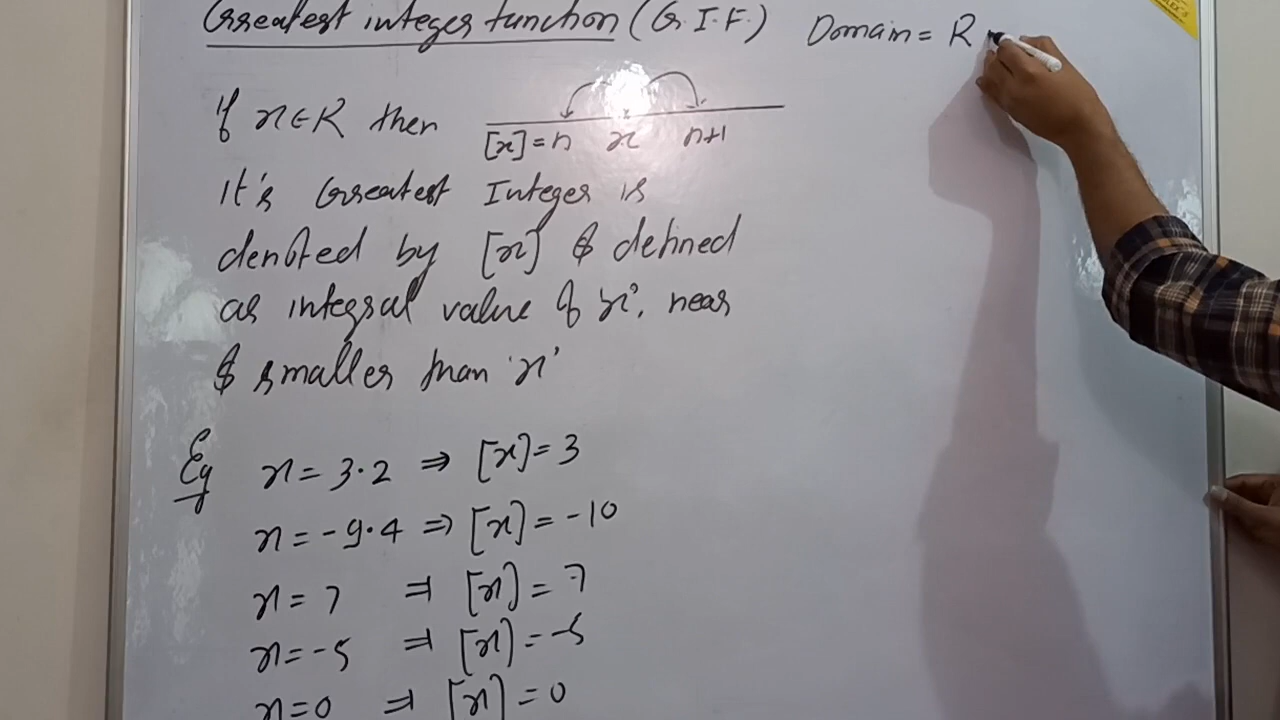 Greatest integer function (G.I.F.) Domain = R
If x∈R then
[x]=n x n+1
It's Greatest Integer is
denoted by [x] & defined
as integral value of 'x', near
& smaller than 'x'
Eg x = 3.2 ⇒ [x] = 3
x = -9.4 ⇒ [x] = -10
x = 7 ⇒ [x] = 7
x = -5 ⇒ [x] = -5
x = 0 ⇒ [x] = 0